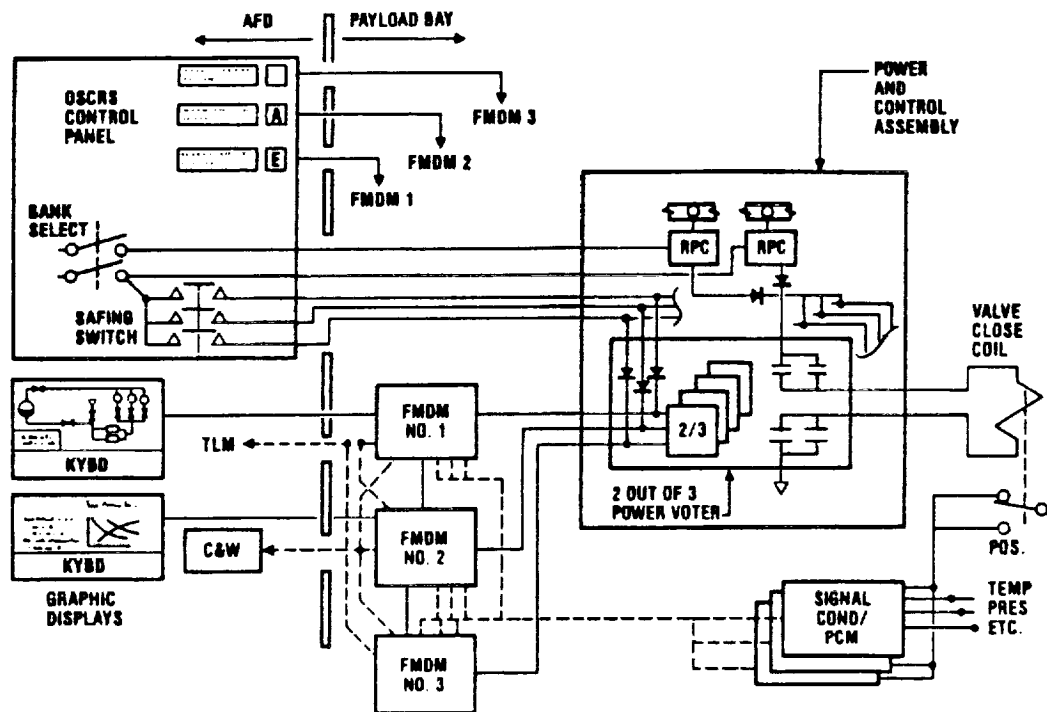 AFD
PAYLOAD BAY
OSCRS
CONTROL
PANEL
A
E
FMDM 3
FMDM 2
FMDM 1
POWER
AND
CONTROL
ASSEMBLY
BANK
SELECT
RPC
RPC
SAFING
SWITCH
VALVE
CLOSE
COIL
KYBD
TLM
FMDM
NO. 1
2/3
2 OUT OF 3
POWER VOTER
KYBD
C&W
FMDM
NO. 2
POS.
GRAPHIC
DISPLAYS
FMDM
NO. 3
SIGNAL
COND/
PCM
TEMP
PRES
ETC.